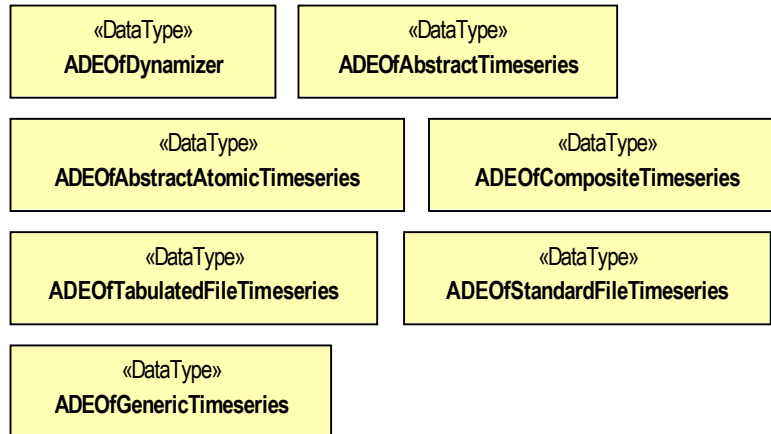 «DataType»
ADEOfDynamizer
«DataType»
ADEOfAbstractTimeseries
«DataType»
ADEOfAbstractAtomicTimeseries
«DataType»
ADEOfCompositeTimeseries
«DataType»
ADEOfTabulatedFileTimeseries
«DataType»
ADEOfStandardFileTimeseries
«DataType»
ADEOfGenericTimeseries